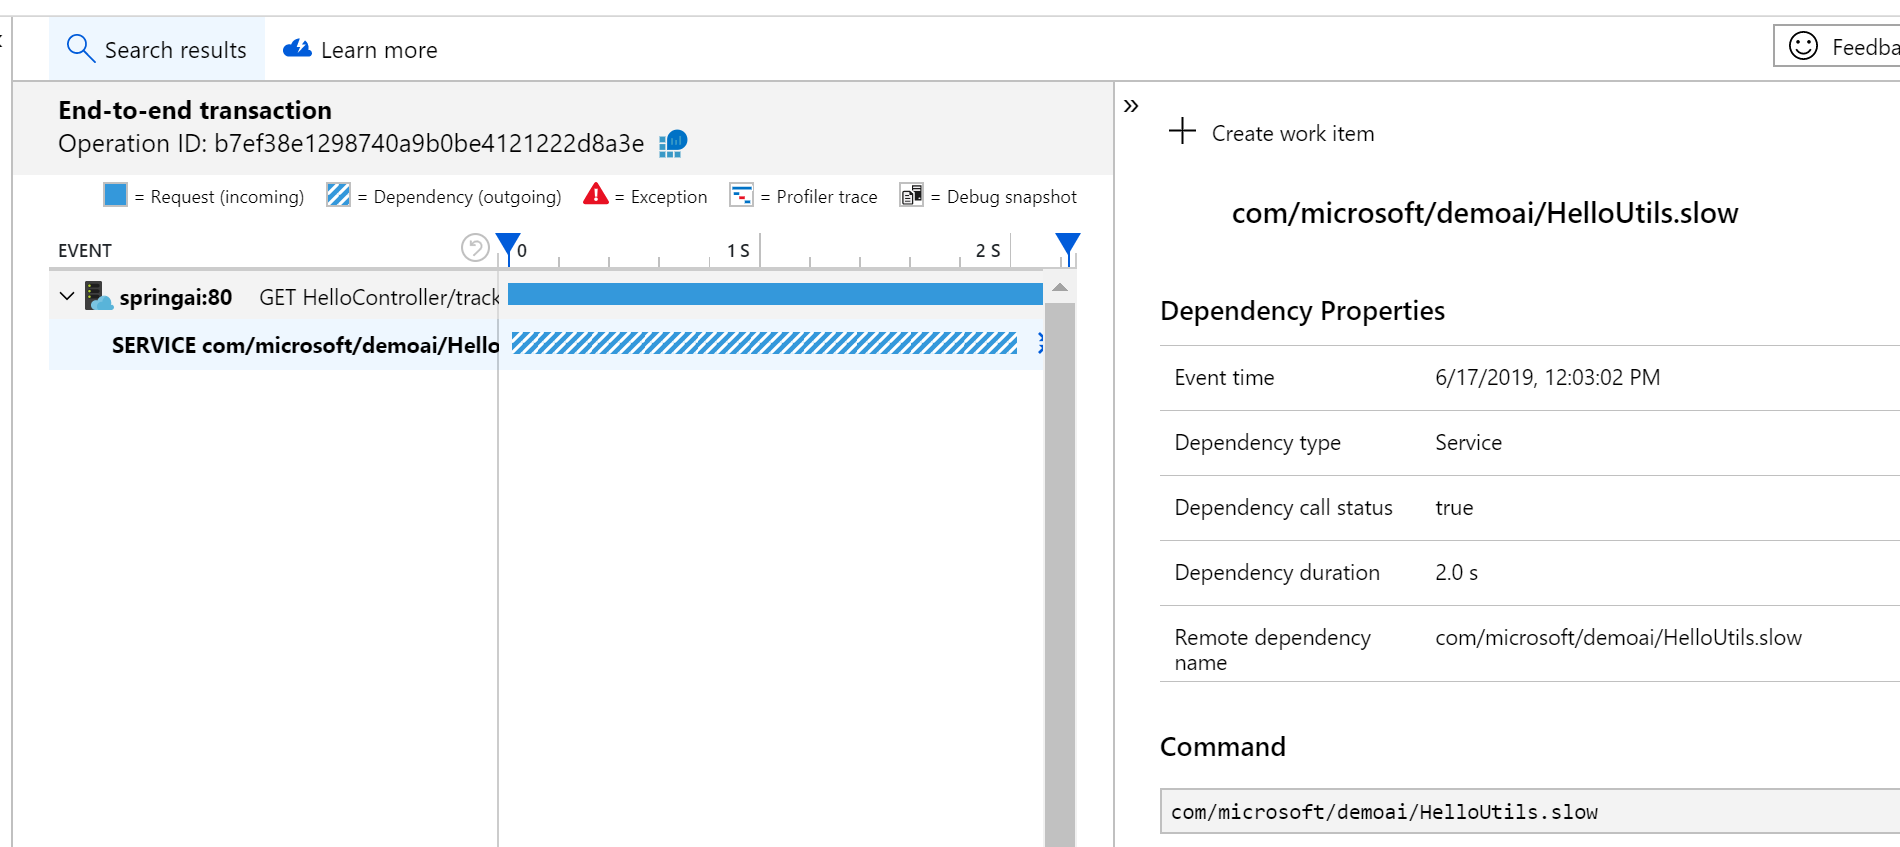 Search results
Learn more
Feedba
End-to-end transaction
Operation ID: b7ef38e1298740a9b0be4121222d8a3e
= Request (incoming)
= Dependency (outgoing)
= Exception
= Profiler trace
= Debug snapshot
EVENT
0
1 S
2 S
springai:80 GET HelloController/track
SERVICE com/microsoft/demoai/Hello
Create work item
com/microsoft/demoai/HelloUtils.slow
Dependency Properties
Event time 6/17/2019, 12:03:02 PM
Dependency type Service
Dependency call status true
Dependency duration 2.0 s
Remote dependency com/microsoft/demoai/HelloUtils.slow
name
Command
com/microsoft/demoai/HelloUtils.slow